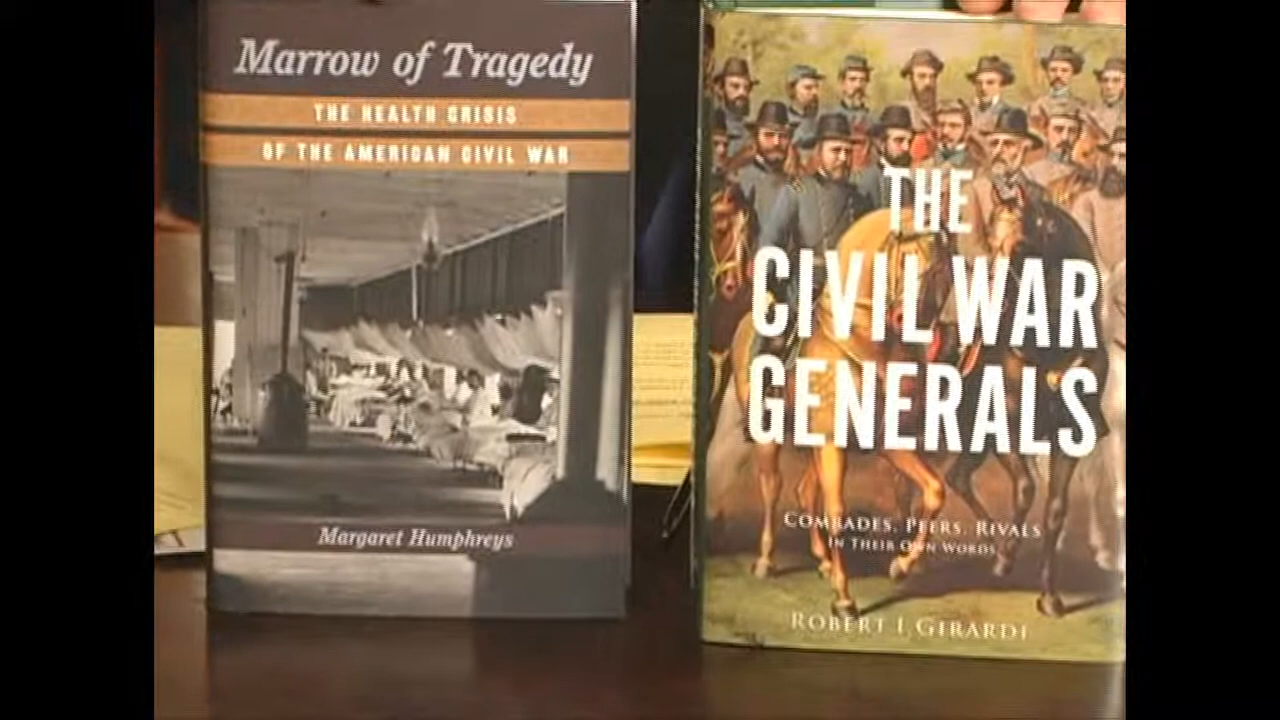 Marrow of Tragedy
THE HEALTH CRISIS
OF THE AMERICAN CIVIL WAR
Margaret Humphreys
THE
CIVIL WAR
GENERALS
COMRADES, PEERS, RIVALS
IN THEIR OWN WORDS
ROBERT I. GIRARDI